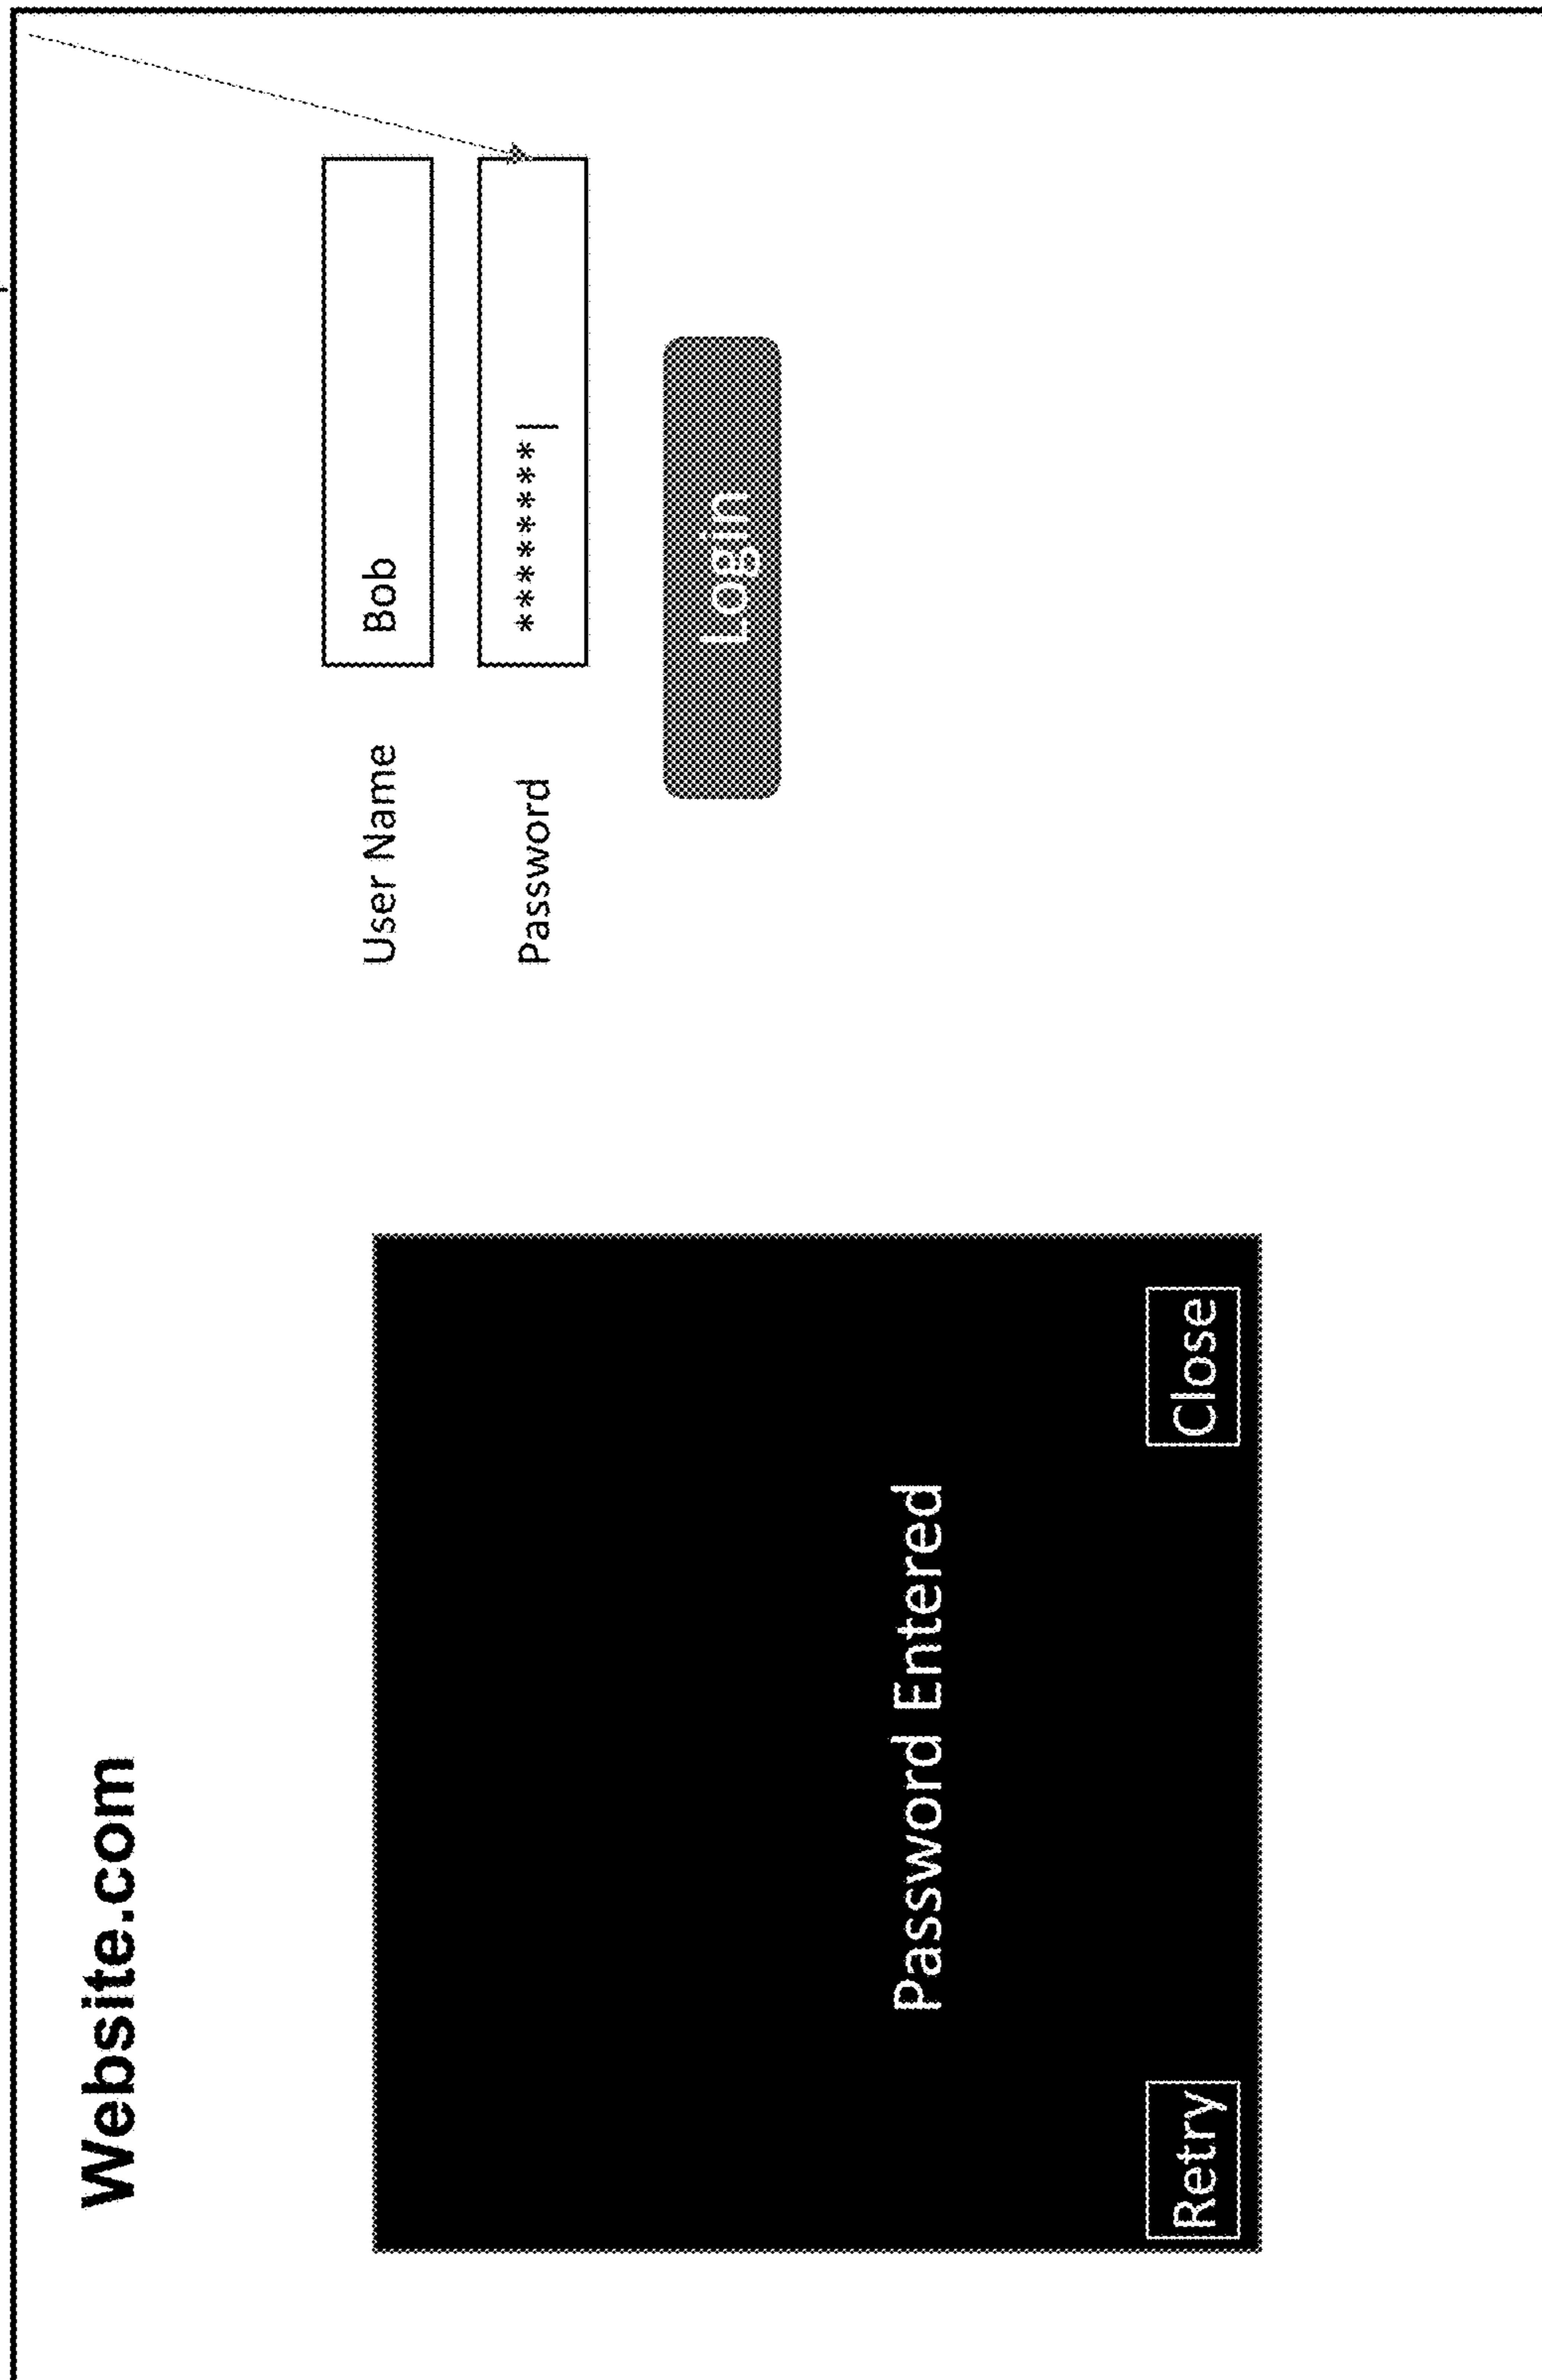 Website.com
User Name
Bob
Password
********|
Login
Password Entered
Retry
Close